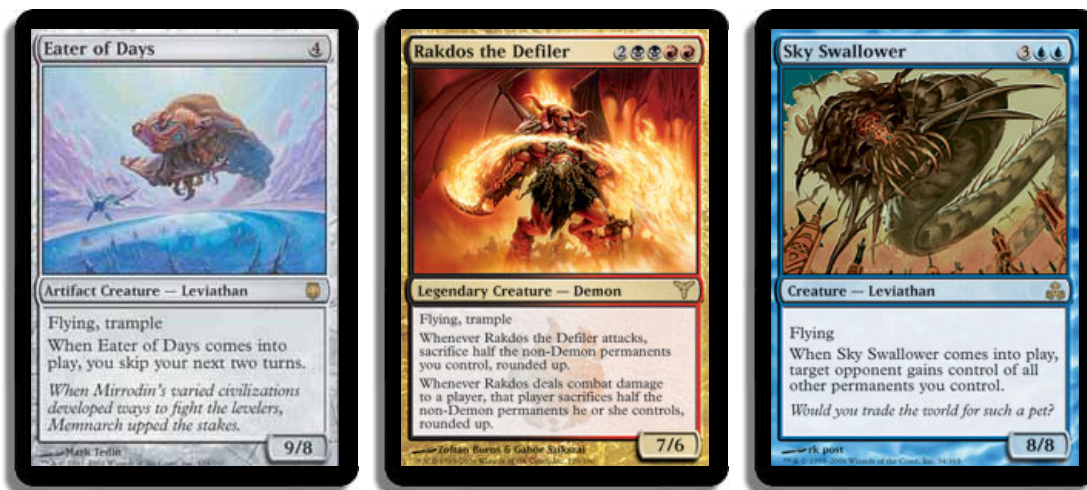 Eater of Days 4
Artifact Creature — Leviathan
Flying, trample
When Eater of Days comes into
play, you skip your next two turns.
When Mirrodin's varied civilizations
developed ways to fight the levelers,
Memnarch upped the stakes.
Mark Tedin
9/8
Rakdos the Defiler 2
Legendary Creature — Demon
Flying, trample
Whenever Rakdos the Defiler attacks,
sacrifice half the non-Demon permanents
you control, rounded up.
Whenever Rakdos deals combat damage
to a player, that player sacrifices half the
non-Demon permanents he or she controls,
rounded up.
Zoltan Boros & Gabor Szikszai
7/6
Sky Swallower 3
Creature — Leviathan
Flying
When Sky Swallower comes into play,
target opponent gains control of all
other permanents you control.
Would you trade the world for such a pet?
rk post
8/8